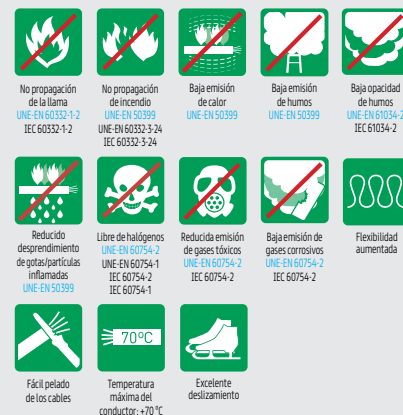 No propagación
de la llama
UNE-EN 60332-1-2
IEC 60332-1-2
No propagación
de incendio
UNE-EN 50399
UNE-EN 60332-3-24
IEC 60332-3-24
Baja emisión
de calor
UNE-EN 50399
Baja emisión
de humos
UNE-EN 50399
Baja opacidad
de humos
UNE-EN 61034-2
IEC 61034-2
Reducido
desprendimiento
de gotas/partículas
inflamadas
UNE-EN 50399
Libre de halógenos
UNE-EN 60754-2
UNE-EN 60754-1
IEC 60754-2
IEC 60754-1
Reducida emisión
de gases tóxicos
UNE-EN 60754-2
IEC 60754-2
Baja emisión de
gases corrosivos
UNE-EN 60754-2
IEC 60754-2
Flexibilidad
aumentada
Fácil pelado
de los cables
70°C
Temperatura
máxima del
conductor: +70 °C
Excelente
deslizamiento